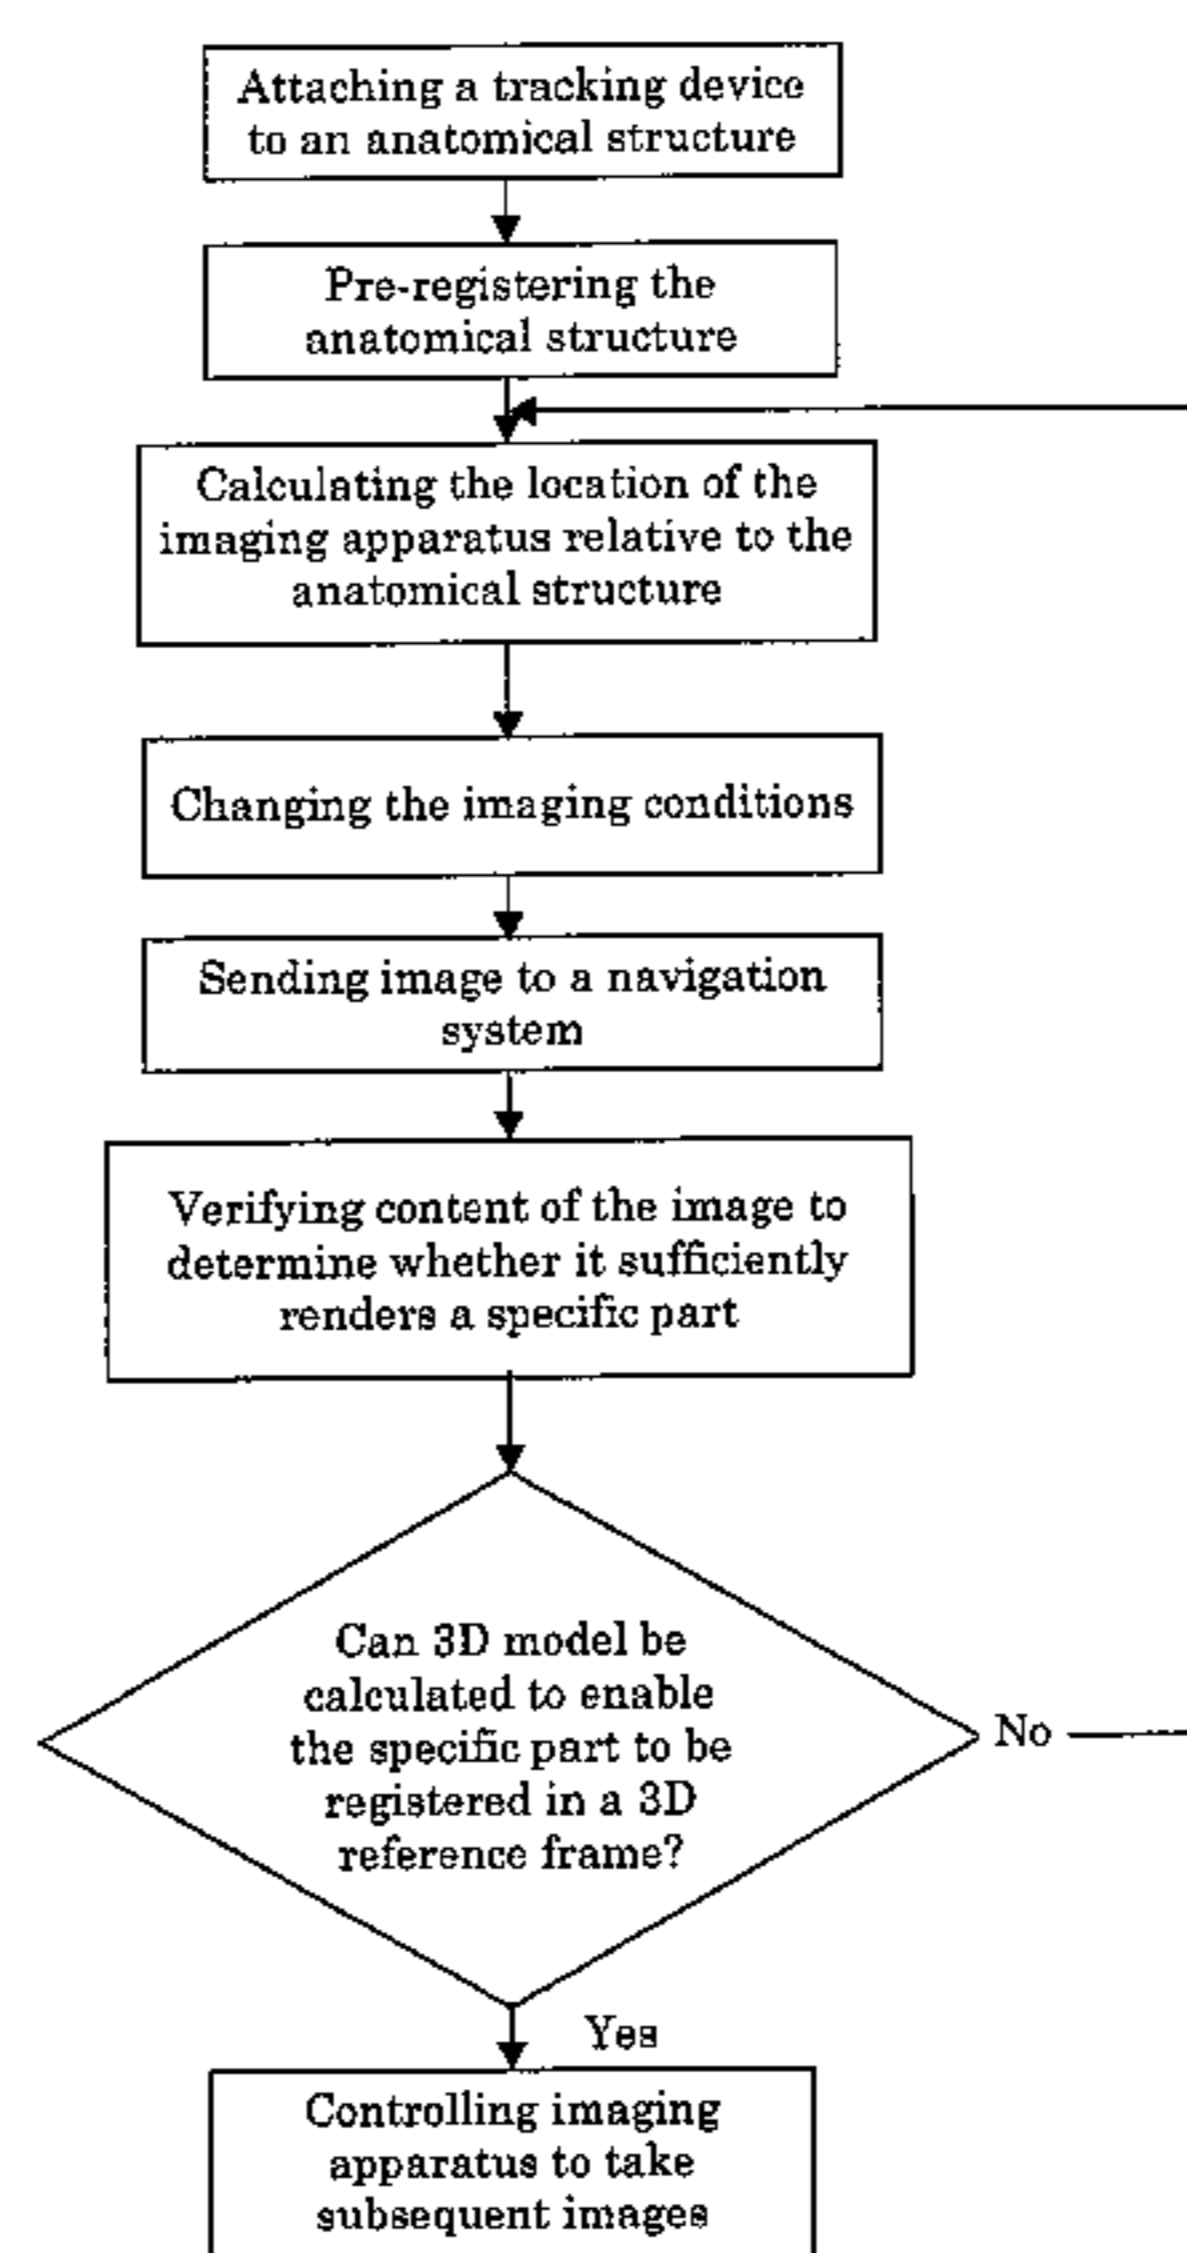 Attaching a tracking device
to an anatomical structure
Pre-registering the
anatomical structure
Calculating the location of the
imaging apparatus relative to the
anatomical structure
Changing the imaging conditions
Sending image to a navigation
system
Verifying content of the image to
determine whether it sufficiently
renders a specific part
Can 3D model be
calculated to enable
the specific part to be
registered in a 3D
reference frame?
No
Yes
Controlling imaging
apparatus to take
subsequent images